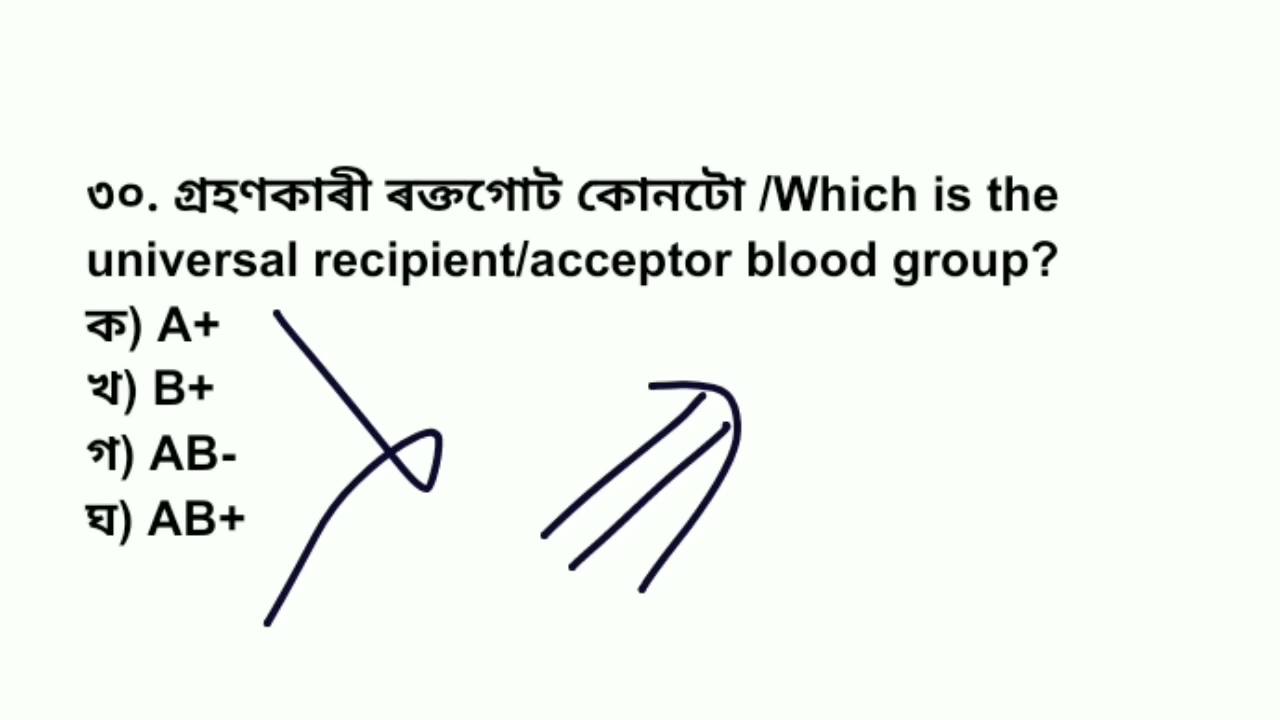 ৩০. গ্ৰহণকাৰী ৰক্তগোট কোনটো /Which is the
universal recipient/acceptor blood group?
ক) A+
খ) B+
গ) AB-
ঘ) AB+